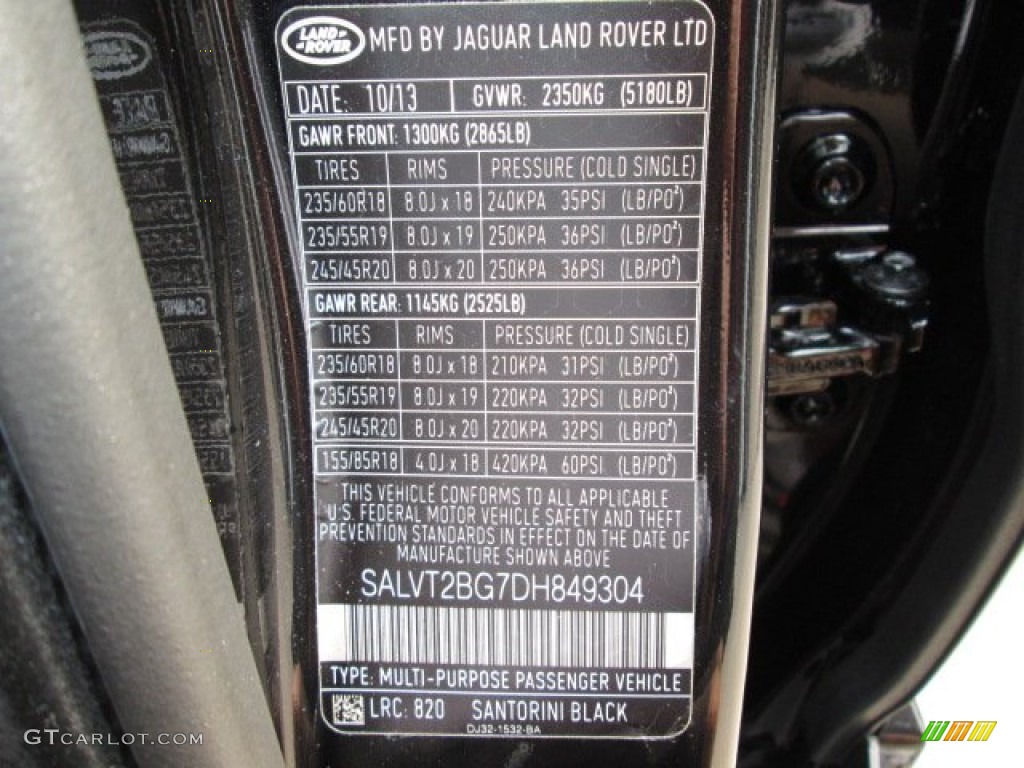 LAND ROVER MFD BY JAGUAR LAND ROVER LTD
DATE: 10/13 GVWR: 2350KG (5180LB)
GAWR FRONT: 1300KG (2865LB)
TIRES RIMS PRESSURE (COLD SINGLE)
235/60R18 8.0J x 18 240KPA 35PSI (LB/PO²)
235/55R19 8.0J x 19 250KPA 36PSI (LB/PO²)
245/45R20 8.0J x 20 250KPA 36PSI (LB/PO²)
GAWR REAR: 1145KG (2525LB)
TIRES RIMS PRESSURE (COLD SINGLE)
235/60R18 8.0J x 18 210KPA 31PSI (LB/PO²)
235/55R19 8.0J x 19 220KPA 32PSI (LB/PO²)
245/45R20 8.0J x 20 220KPA 32PSI (LB/PO²)
155/85R18 4.0J x 18 420KPA 60PSI (LB/PO²)
THIS VEHICLE CONFORMS TO ALL APPLICABLE
U.S. FEDERAL MOTOR VEHICLE SAFETY AND THEFT
PREVENTION STANDARDS IN EFFECT ON THE DATE OF
MANUFACTURE SHOWN ABOVE
SALVT2BG7DH849304
TYPE: MULTI-PURPOSE PASSENGER VEHICLE
LRC: 820 SANTORINI BLACK
DJ32-1532-BA
GTCARLOT.COM